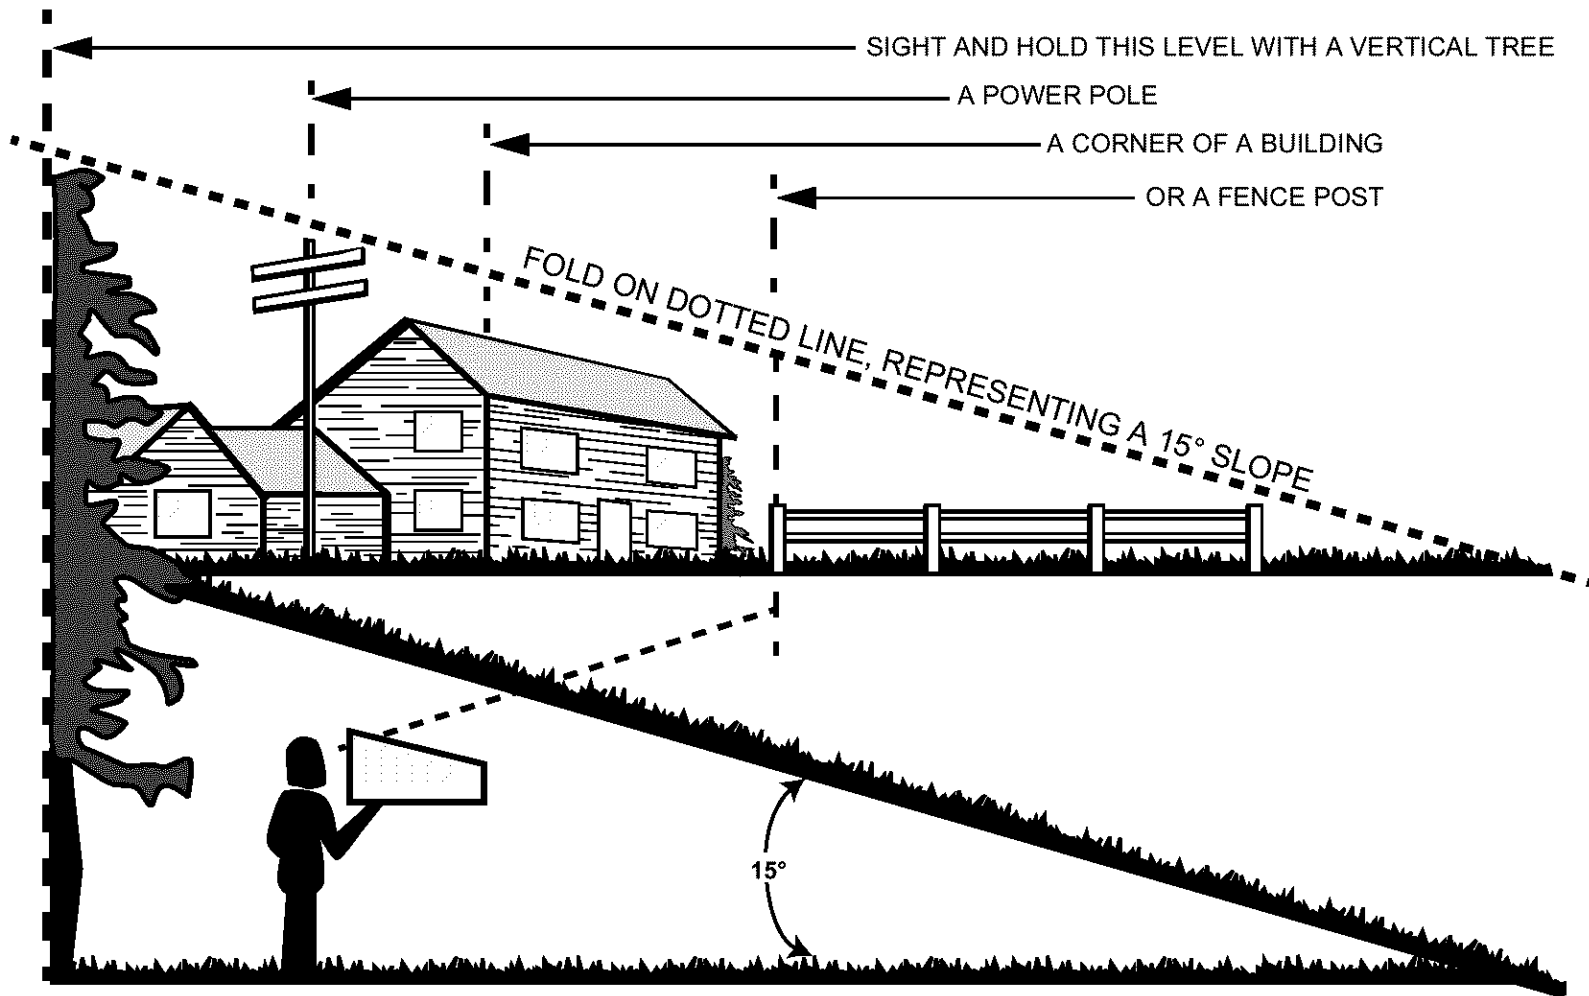 SIGHT AND HOLD THIS LEVEL WITH A VERTICAL TREE
A POWER POLE
A CORNER OF A BUILDING
OR A FENCE POST
FOLD ON DOTTED LINE, REPRESENTING A 15° SLOPE
15°